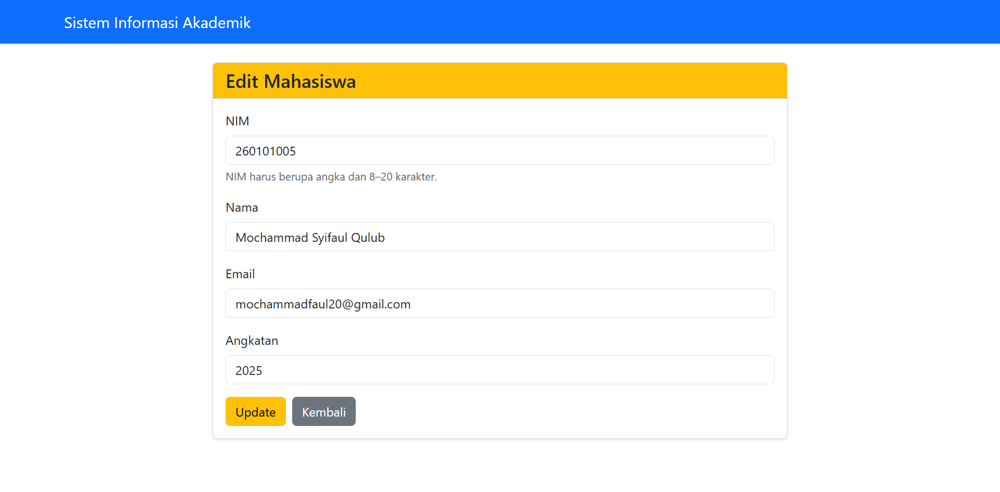 Sistem Informasi Akademik
Edit Mahasiswa
NIM
260101005
NIM harus berupa angka dan 8–20 karakter.
Nama
Mochammad Syifaul Qulub
Email
mochammadfaul20@gmail.com
Angkatan
2025
Update Kembali